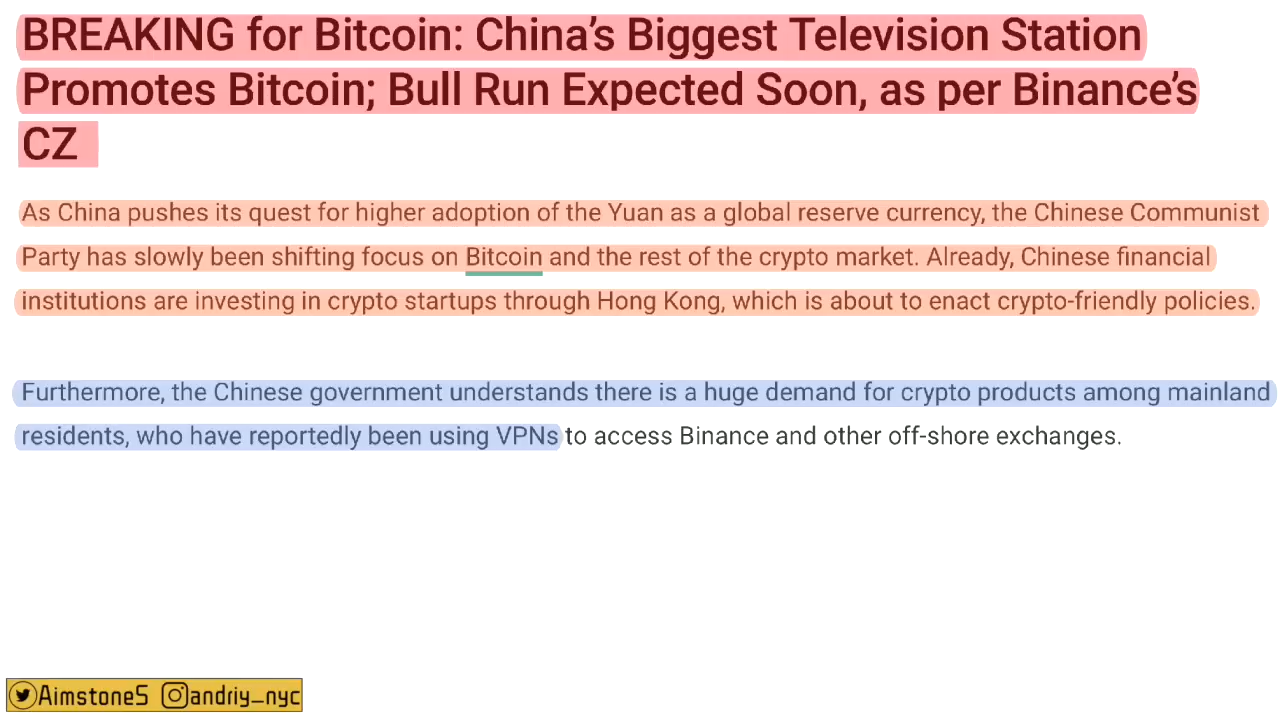 BREAKING for Bitcoin: China’s Biggest Television Station
Promotes Bitcoin; Bull Run Expected Soon, as per Binance’s
CZ
As China pushes its quest for higher adoption of the Yuan as a global reserve currency, the Chinese Communist
Party has slowly been shifting focus on Bitcoin and the rest of the crypto market. Already, Chinese financial
institutions are investing in crypto startups through Hong Kong, which is about to enact crypto-friendly policies.
Furthermore, the Chinese government understands there is a huge demand for crypto products among mainland
residents, who have reportedly been using VPNs to access Binance and other off-shore exchanges.
AimstoneS andriy_nyc